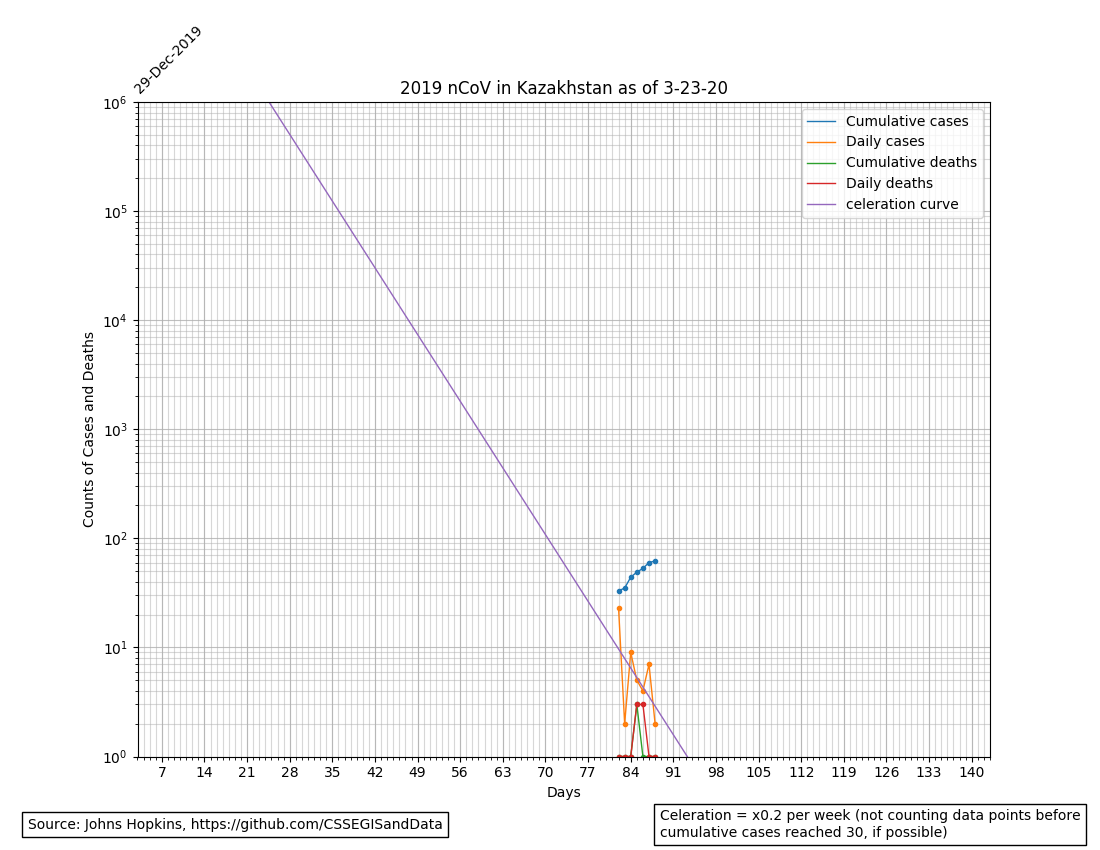 29-Dec-2019
2019 nCoV in Kazakhstan as of 3-23-20
Cumulative cases
Daily cases
Cumulative deaths
Daily deaths
celeration curve
Counts of Cases and Deaths
10^6
10^5
10^4
10^3
10^2
10^1
10^0
7 14 21 28 35 42 49 56 63 70 77 84 91 98 105 112 119 126 133 140
Days
Source: Johns Hopkins, https://github.com/CSSEGISandData
Celeration = x0.2 per week (not counting data points before
cumulative cases reached 30, if possible)